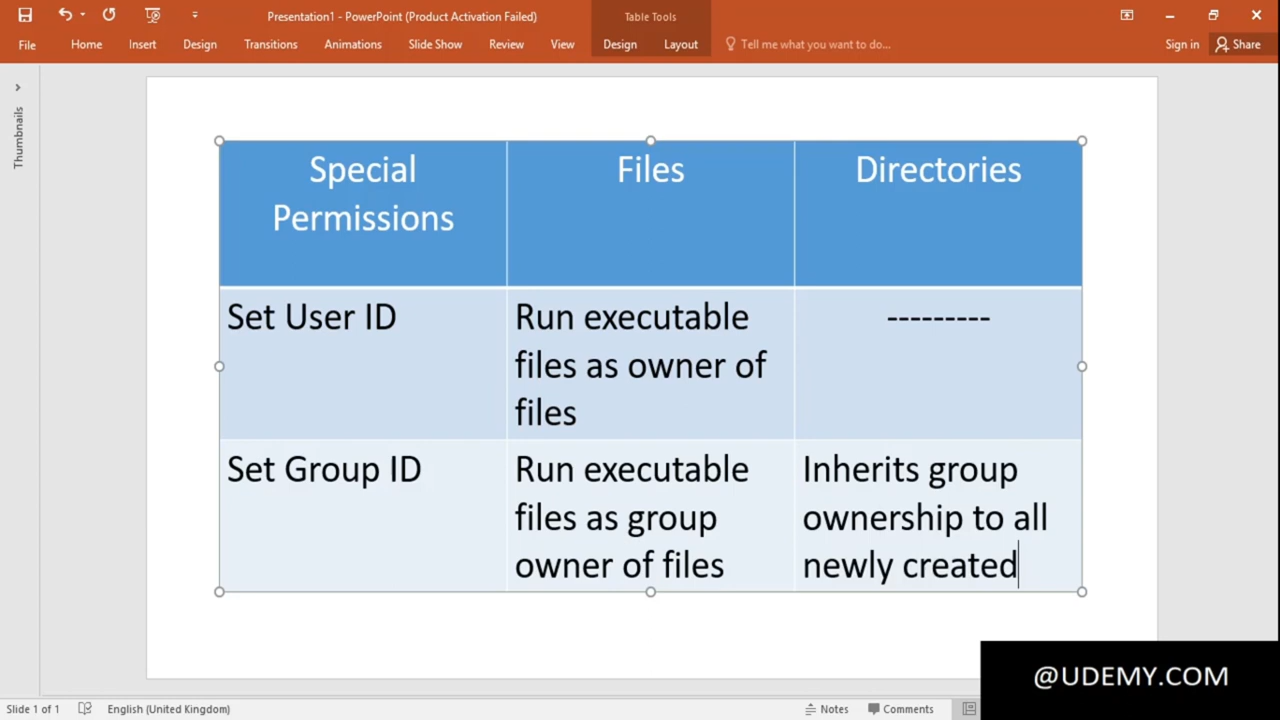 Presentation1 - PowerPoint (Product Activation Failed)
Table Tools
File Home Insert Design Transitions Animations Slide Show Review View Design Layout Tell me what you want to do... Sign in Share
Thumbnails
Special Permissions
Files
Directories
Set User ID
Run executable
files as owner of
files
---------
Set Group ID
Run executable
files as group
owner of files
Inherits group
ownership to all
newly created
@UDEMY.COM
Slide 1 of 1 English (United Kingdom) Notes Comments